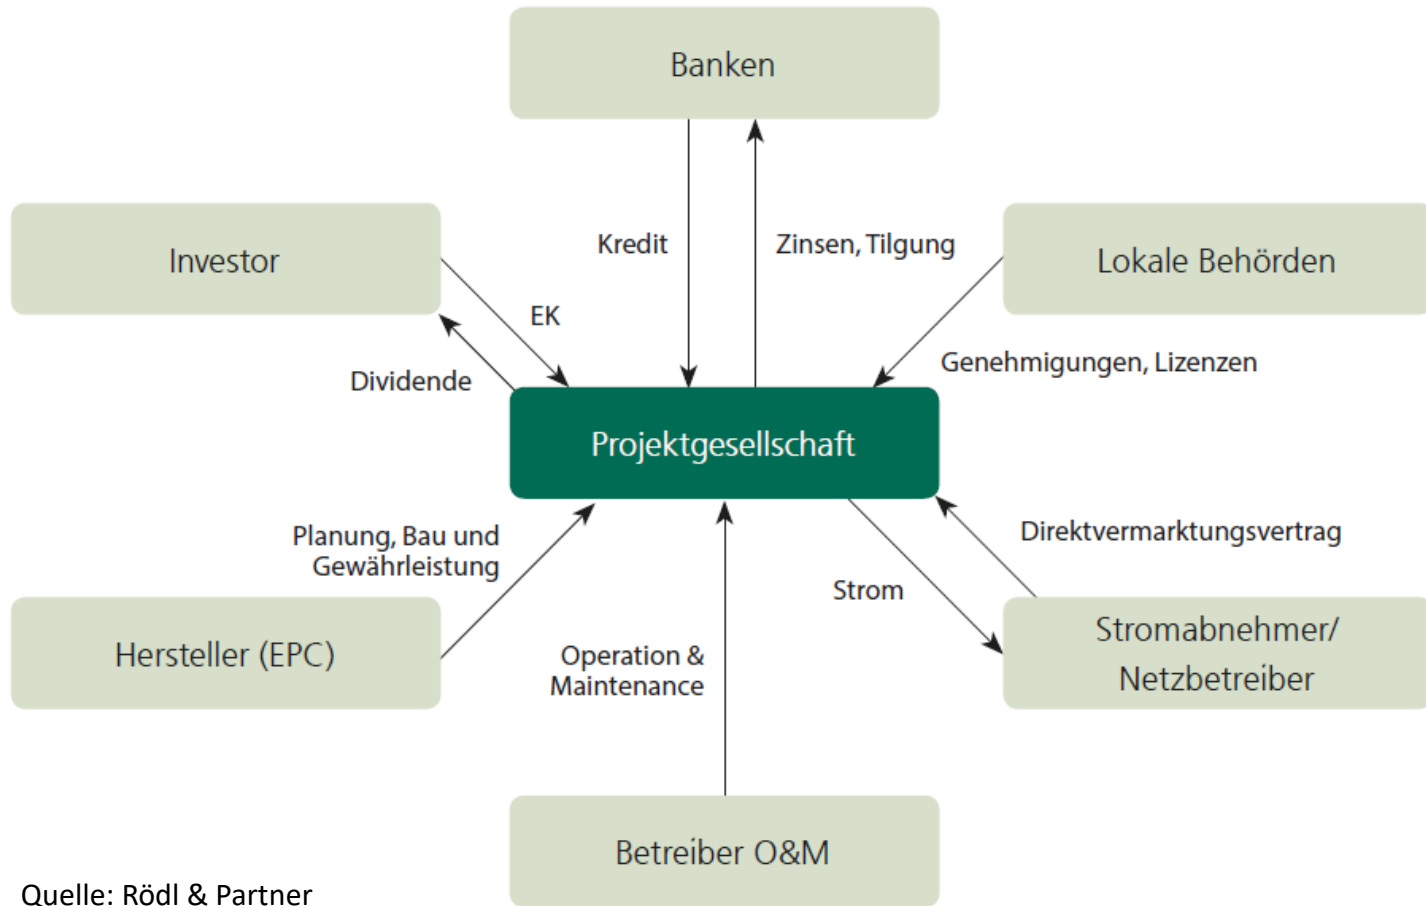 Banken
Investor
Kredit
Zinsen, Tilgung
Lokale Behörden
EK
Dividende
Genehmigungen, Lizenzen
Projektgesellschaft
Planung, Bau und
Gewährleistung
Direktvermarktungsvertrag
Strom
Hersteller (EPC)
Operation &
Maintenance
Stromabnehmer/
Netzbetreiber
Betreiber O&M
Quelle: Rödl & Partner